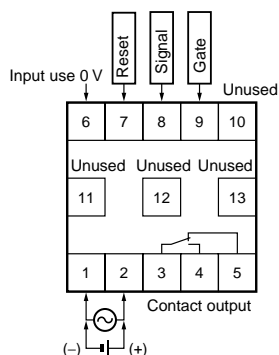 Reset
Signal
Gate
Input use 0 V
Unused
6 7 8 9 10
Unused Unused Unused
11 12 13
1 2 3 4 5
Contact output
(−) (+)